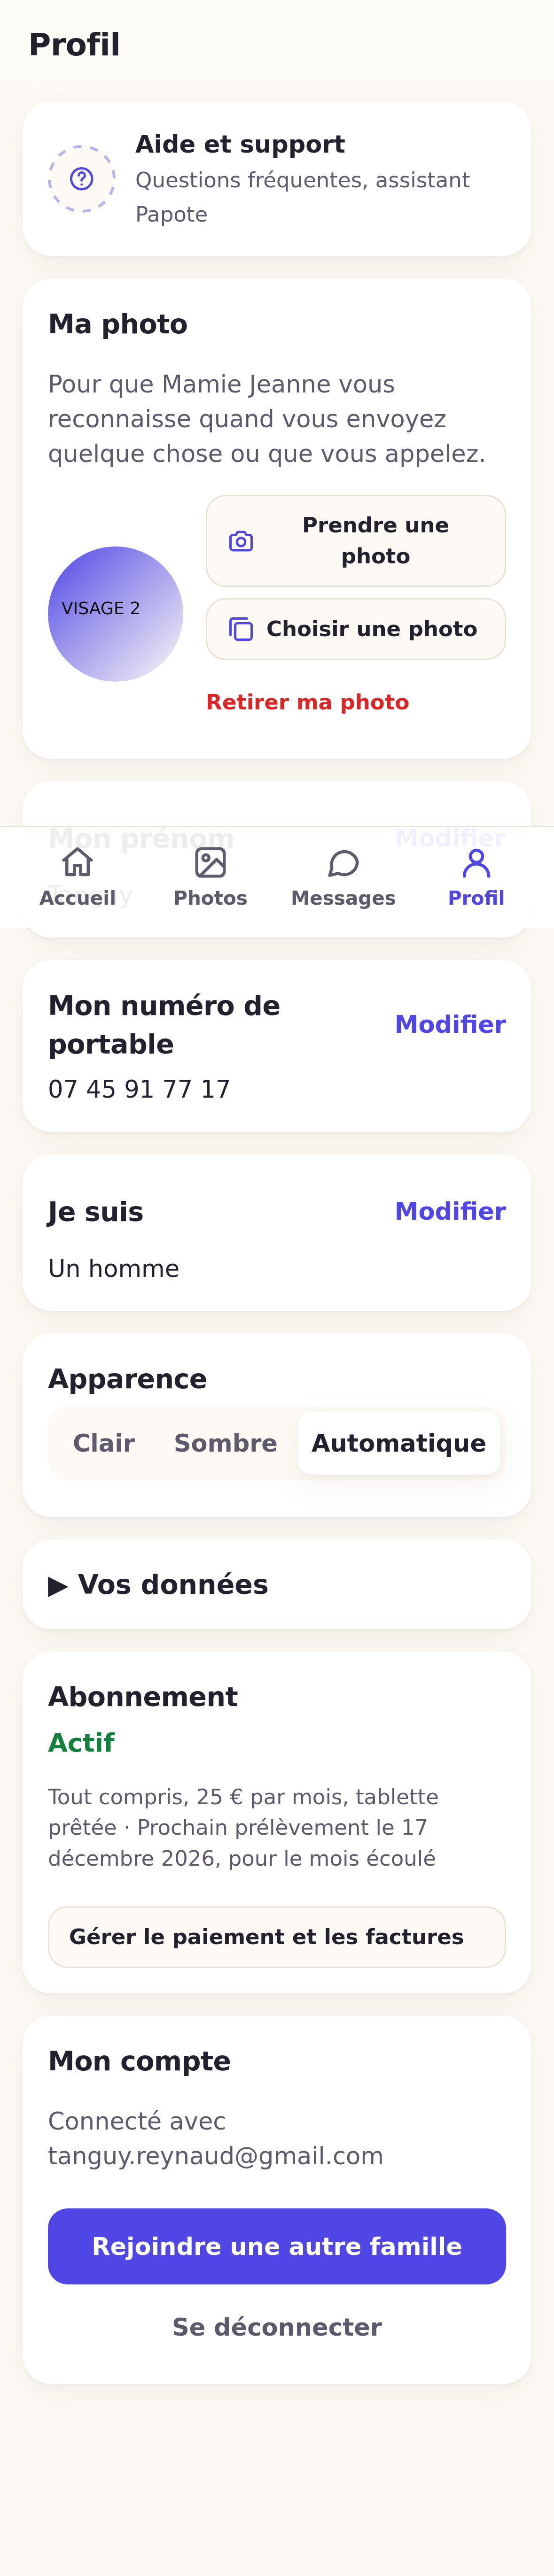 Profil
Aide et support
Questions fréquentes, assistant
Papote
Ma photo
Pour que Mamie Jeanne vous
reconnaisse quand vous envoyez
quelque chose ou que vous appelez.
VISAGE 2
Prendre une
photo
Choisir une photo
Retirer ma photo
Mon prénom
Modifier
Accueil
Photos
Messages
Profil
Mon numéro de
portable
Modifier
07 45 91 77 17
Je suis
Modifier
Un homme
Apparence
Clair
Sombre
Automatique
▶ Vos données
Abonnement
Actif
Tout compris, 25 € par mois, tablette
prêtée · Prochain prélèvement le 17
décembre 2026, pour le mois écoulé
Gérer le paiement et les factures
Mon compte
Connecté avec
tanguy.reynaud@gmail.com
Rejoindre une autre famille
Se déconnecter